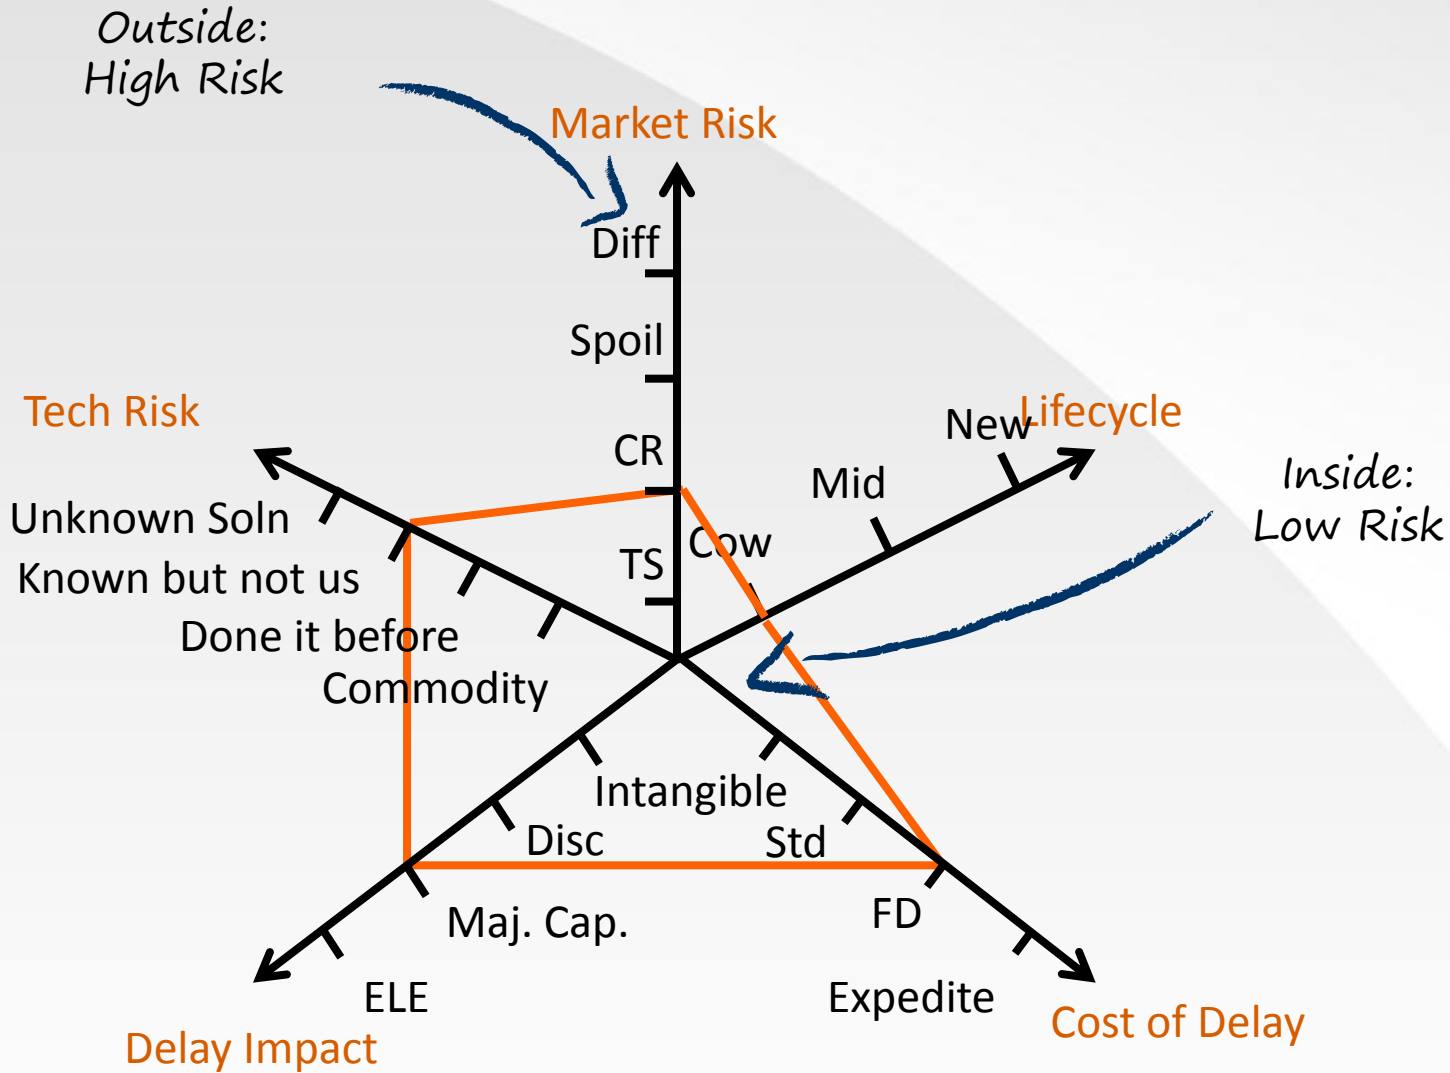 Outside:
High Risk
Market Risk
Diff
Spoil
CR
TS
Tech Risk
Unknown Soln
Known but not us
Done it before
Commodity
Lifecycle
New
Mid
Cow
Inside:
Low Risk
Intangible
Disc
Std
Maj. Cap.
FD
ELE
Expedite
Delay Impact
Cost of Delay